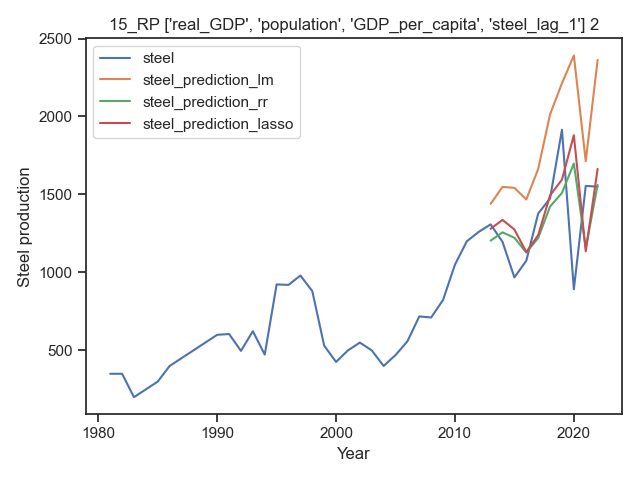 15_RP ['real_GDP', 'population', 'GDP_per_capita', 'steel_lag_1'] 2
steel
steel_prediction_lm
steel_prediction_rr
steel_prediction_lasso
2500
2000
1500
1000
500
Steel production
1980
1990
2000
2010
2020
Year